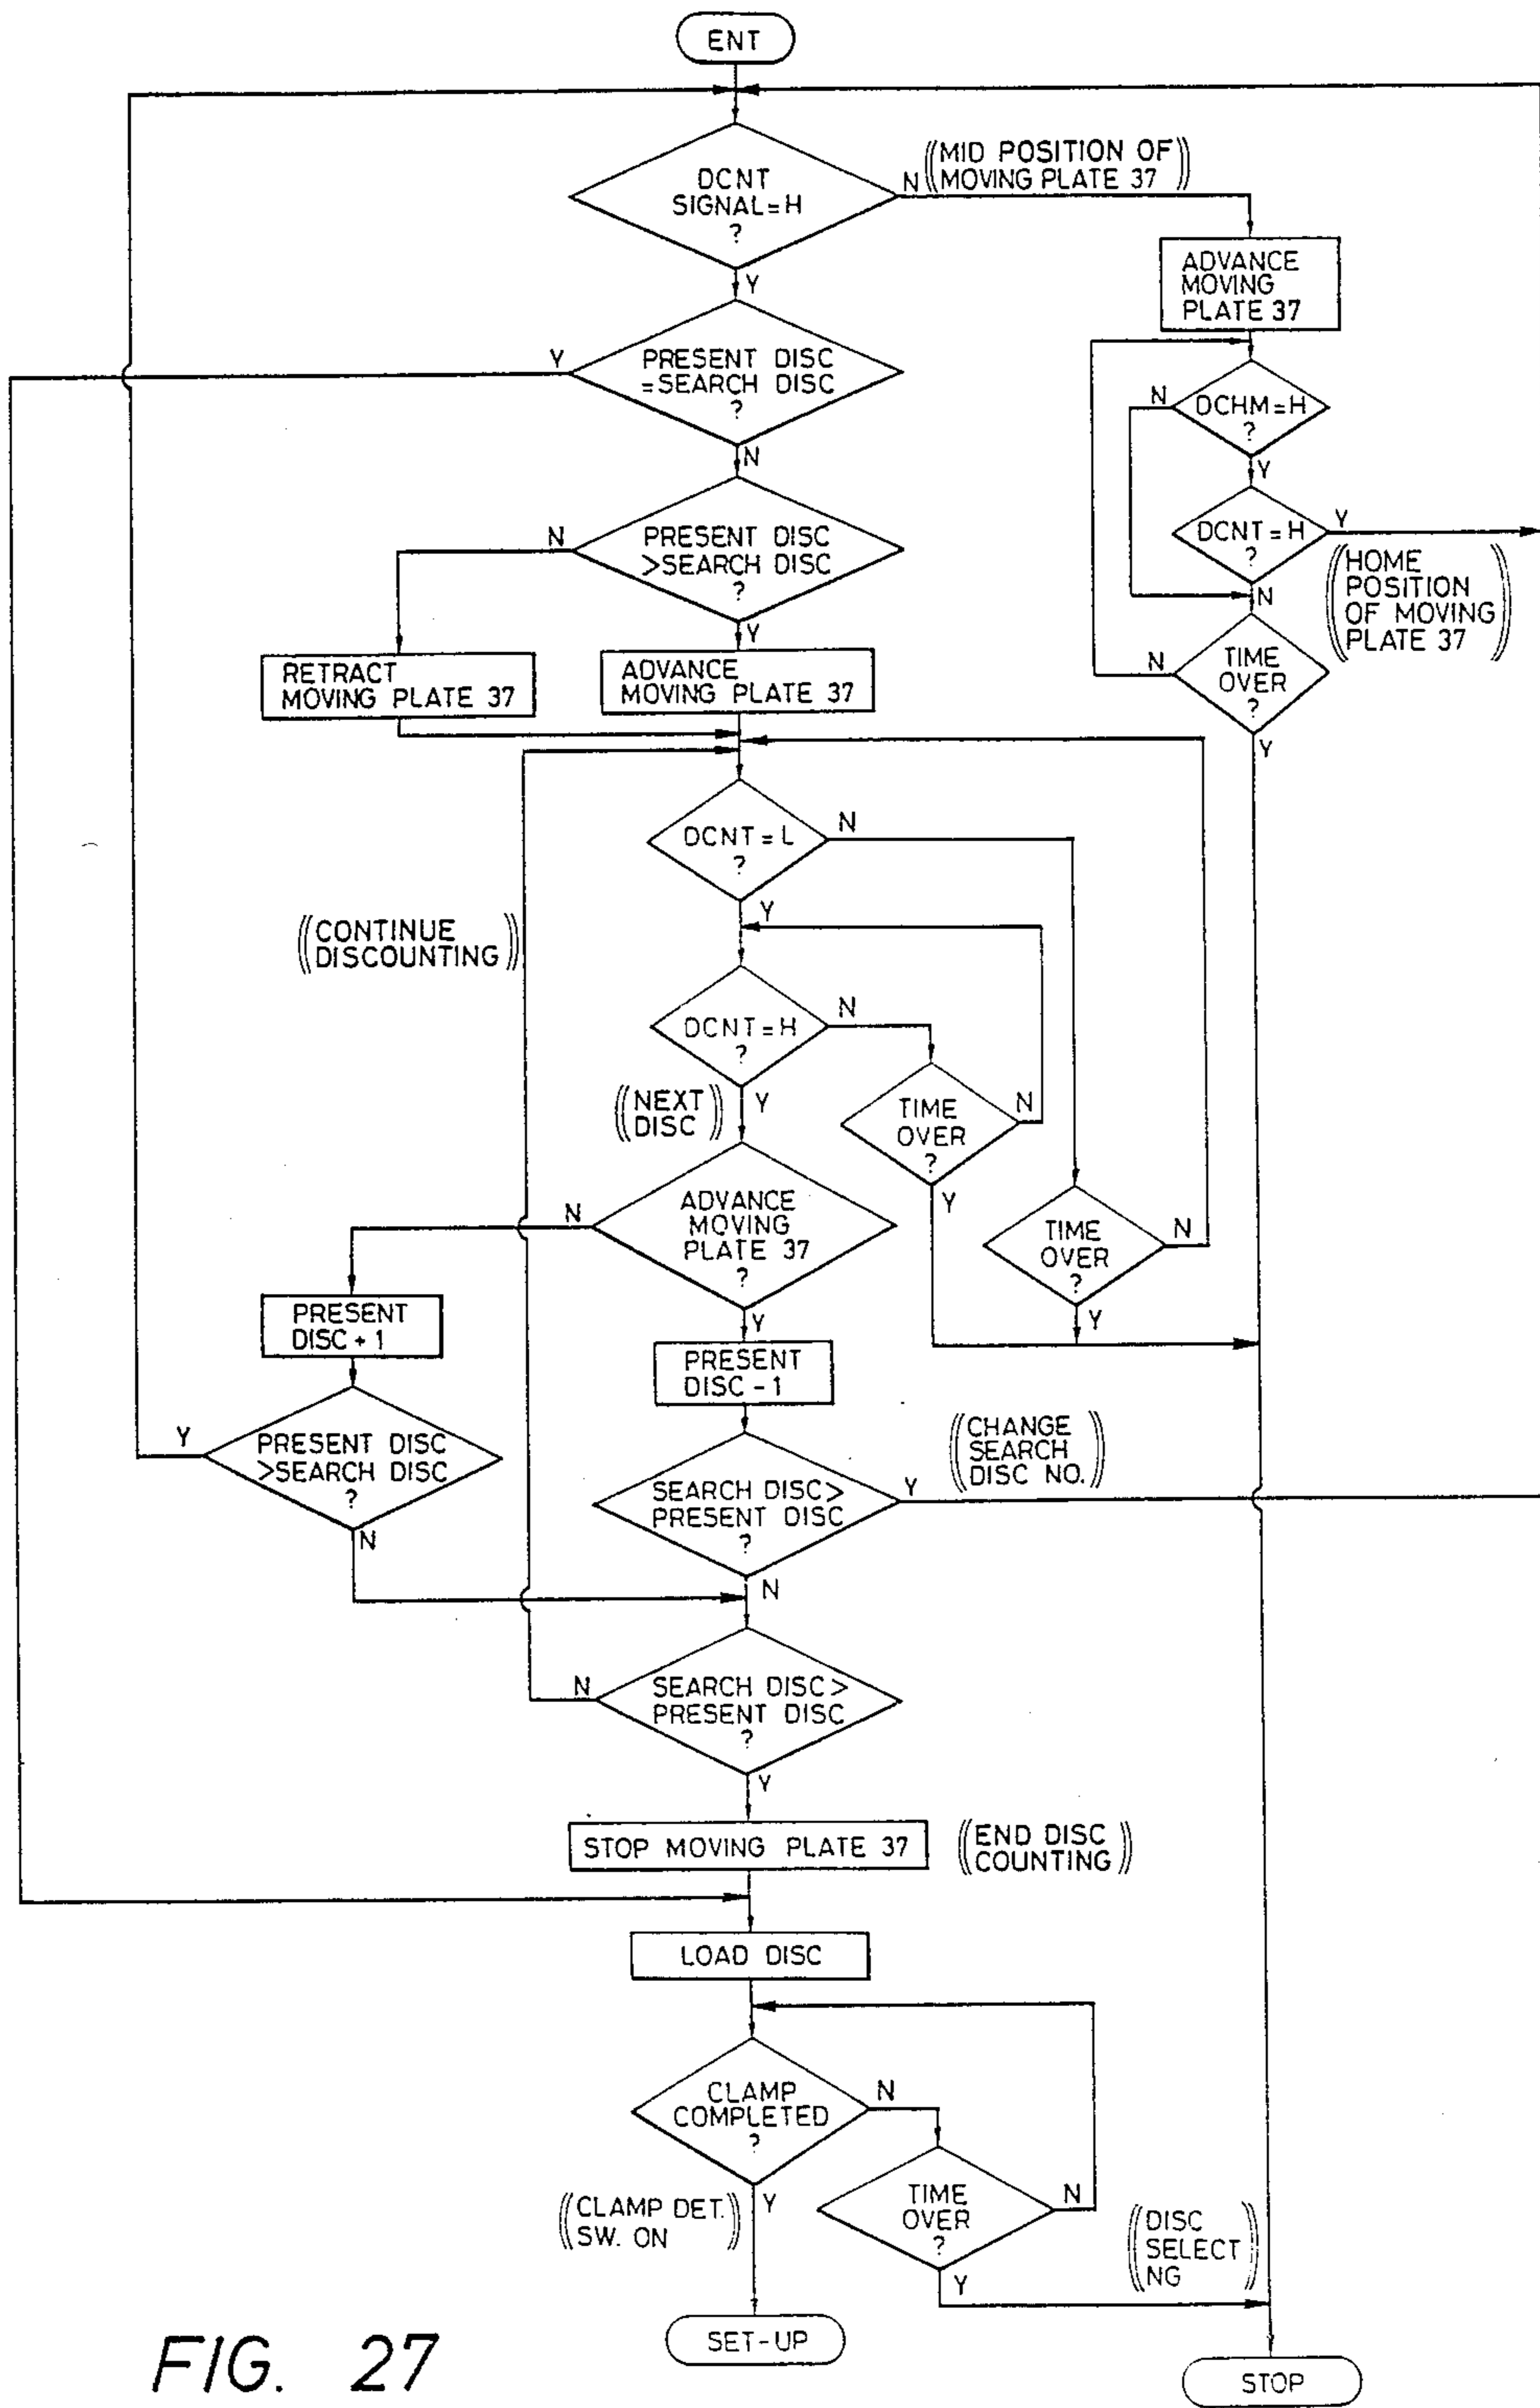 ENT
DCNT
SIGNAL=H
?
N
((MID POSITION OF
MOVING PLATE 37))
Y
ADVANCE
MOVING
PLATE 37
PRESENT DISC
=SEARCH DISC
?
Y
N
DCHM=H
?
N
Y
PRESENT DISC
>SEARCH DISC
?
N
Y
DCNT=H
?
Y
N
((HOME
POSITION
OF MOVING
PLATE 37))
RETRACT
MOVING PLATE 37
ADVANCE
MOVING PLATE 37
TIME
OVER
?
N
Y
DCNT=L
?
N
Y
((CONTINUE
DISCOUNTING))
DCNT=H
?
N
Y
((NEXT
DISC))
TIME
OVER
?
N
Y
ADVANCE
MOVING
PLATE 37
?
N
Y
TIME
OVER
?
N
Y
PRESENT
DISC+1
PRESENT
DISC-1
PRESENT DISC
>SEARCH DISC
?
Y
N
SEARCH DISC>
PRESENT DISC
?
Y
N
((CHANGE
SEARCH
DISC NO.))
SEARCH DISC>
PRESENT DISC
?
N
Y
STOP MOVING PLATE 37
((END DISC
COUNTING))
LOAD DISC
CLAMP
COMPLETED
?
N
Y
((CLAMP DET.
SW. ON))
TIME
OVER
?
N
Y
((DISC
SELECT
NG))
SET-UP
STOP
FIG. 27